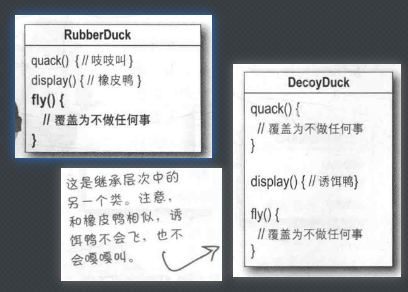 RubberDuck
quack() { // 吱吱叫 }
display() { // 橡皮鸭 }
fly() {
// 覆盖为不做任何事
}
这是继承层次中的
另一个类。注意，
和橡皮鸭相似，诱
饵鸭不会飞，也不
会嘎嘎叫。
DecoyDuck
quack() {
// 覆盖为不做任何事
}
display() { // 诱饵鸭}
fly() {
// 覆盖为不做任何事
}